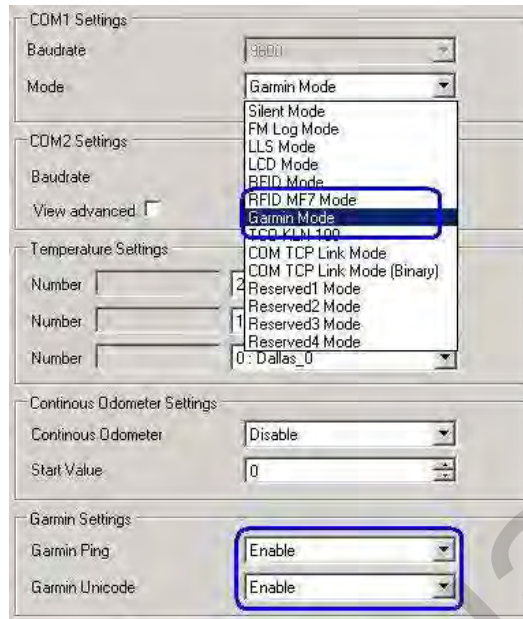 COM1 Settings
Baudrate 9600
Mode Garmin Mode
Silent Mode
FM Log Mode
LLS Mode
LCD Mode
RFID Mode
RFID MF7 Mode
Garmin Mode
TCO KLN 100
COM TCP Link Mode
COM TCP Link Mode (Binary)
Reserved1 Mode
Reserved2 Mode
Reserved3 Mode
Reserved4 Mode
COM2 Settings
Baudrate
View advanced
Temperature Settings
Number 2
Number 1
Number 0 : Dallas_0
Continous Odometer Settings
Continous Odometer Disable
Start Value 0
Garmin Settings
Garmin Ping Enable
Garmin Unicode Enable